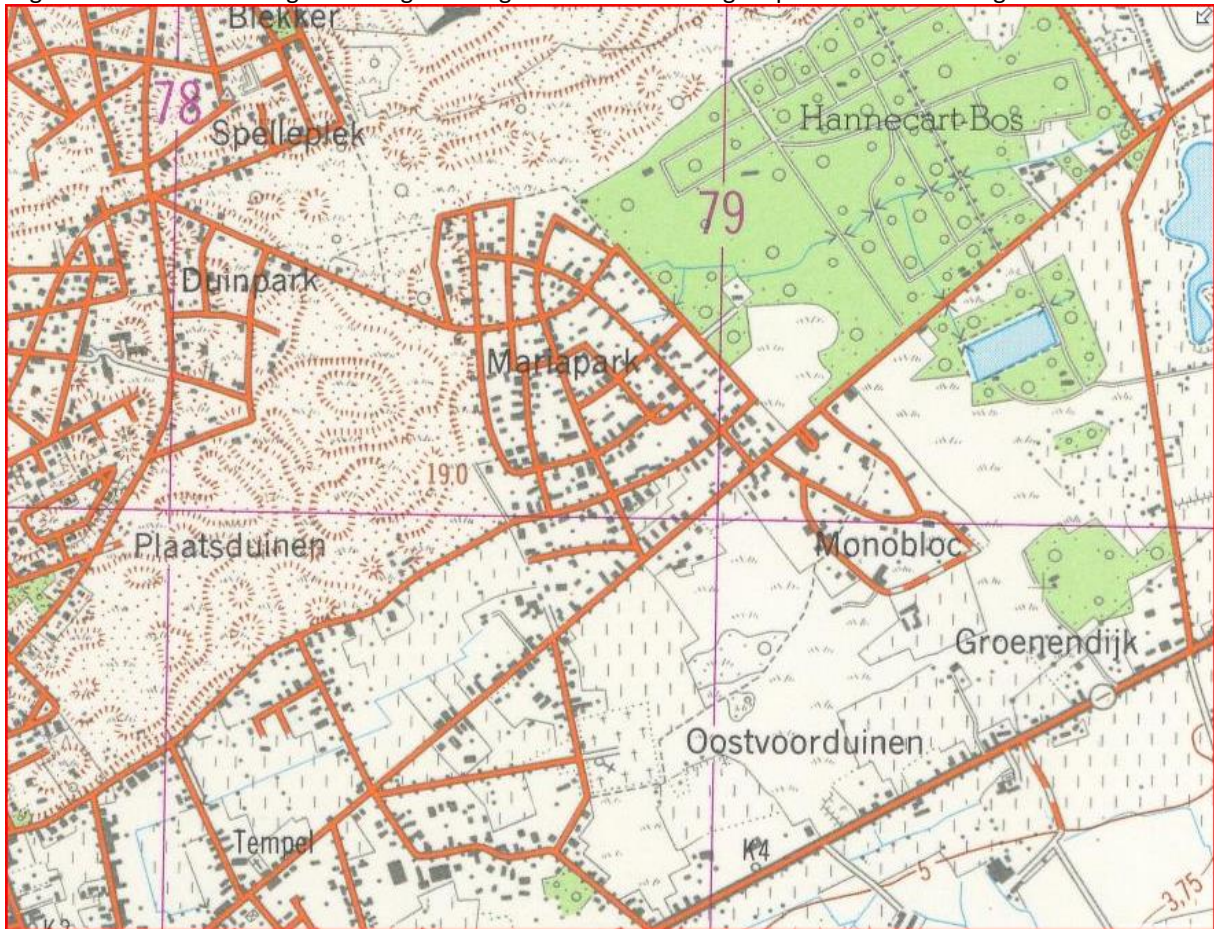 Blekker
78
Hannecart-Bos
Spelleplek
79
Duinpark
Mariapark
19.0
Plaatsduinen
Monobloc
Groenendijk
Oostvoorduinen
Tempel
K4
5
3,75